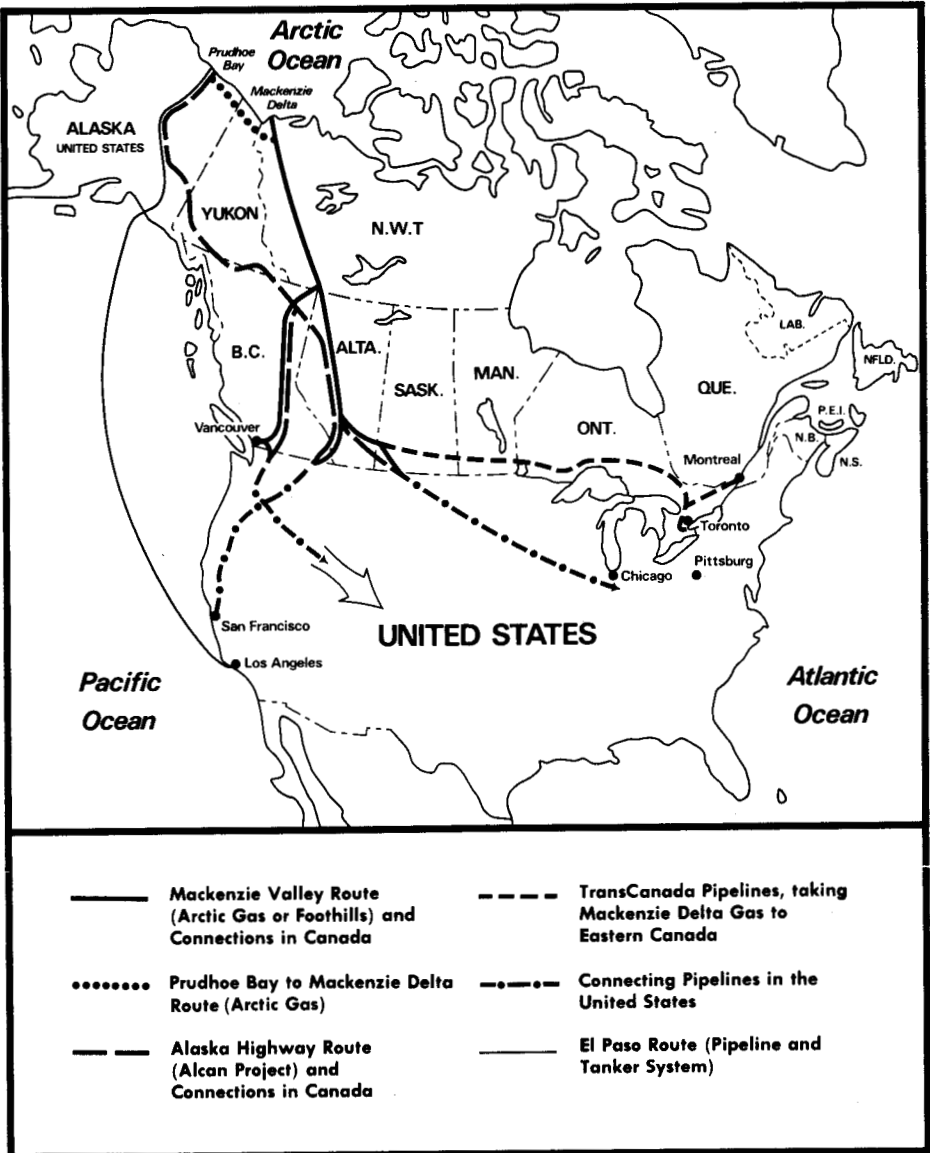 Arctic
Ocean
Prudhoe
Bay
Mackenzie
Delta
ALASKA
UNITED STATES
YUKON
N.W.T
LAB.
B.C.
ALTA.
NFLD.
MAN.
SASK.
QUE.
P.E.I.
ONT.
N.B.
Vancouver
Montreal
N.S.
Toronto
Pittsburg
Chicago
San Francisco
UNITED STATES
Los Angeles
Pacific
Ocean
Atlantic
Ocean
Mackenzie Valley Route
(Arctic Gas or Foothills) and
Connections in Canada
Prudhoe Bay to Mackenzie Delta
Route (Arctic Gas)
Alaska Highway Route
(Alcan Project) and
Connections in Canada
TransCanada Pipelines, taking
Mackenzie Delta Gas to
Eastern Canada
Connecting Pipelines in the
United States
El Paso Route (Pipeline and
Tanker System)